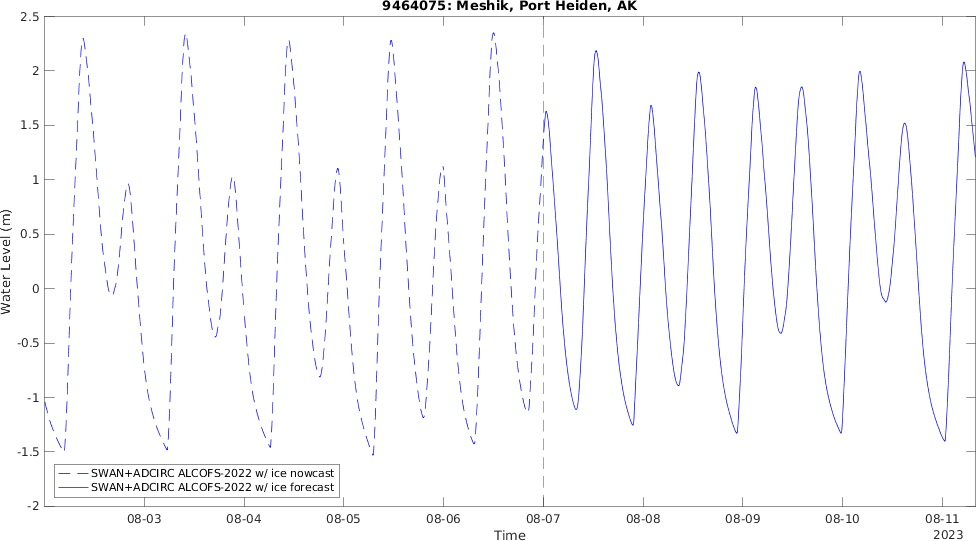 9464075: Meshik, Port Heiden, AK
2.5
2
1.5
1
0.5
0
-0.5
-1
-1.5
-2
Water Level (m)
SWAN+ADCIRC ALCOFS-2022 w/ ice nowcast
SWAN+ADCIRC ALCOFS-2022 w/ ice forecast
08-03 08-04 08-05 08-06 08-07 08-08 08-09 08-10 08-11
2023
Time